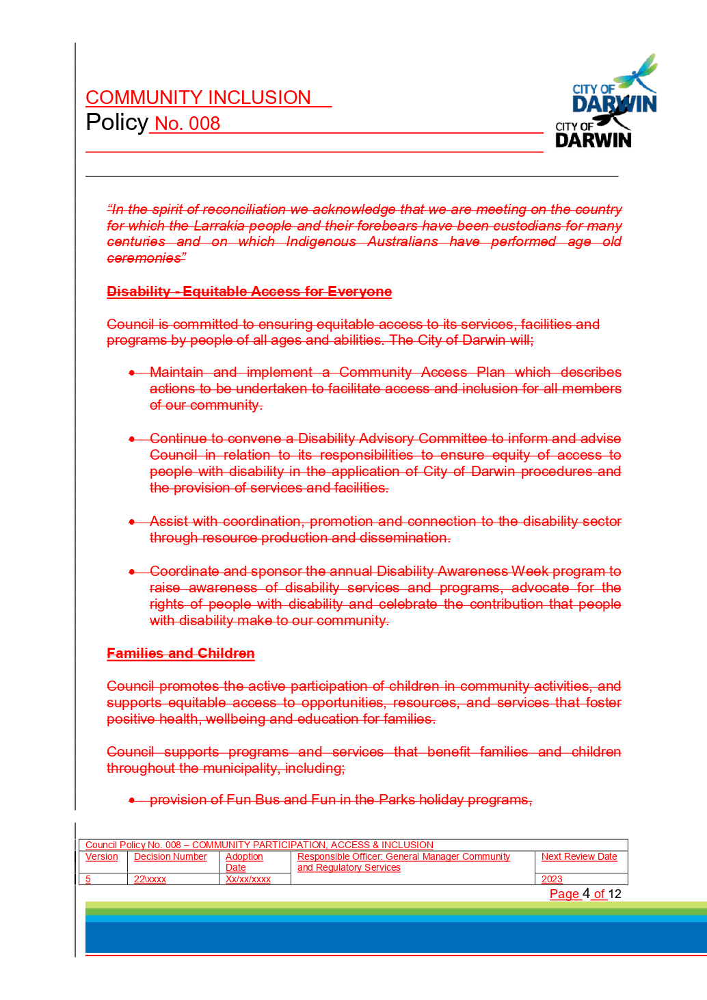 COMMUNITY INCLUSION
Policy No. 008
CITY OF
DARWIN
CITY OF
DARWIN
“In the spirit of reconciliation we acknowledge that we are meeting on the country
for which the Larrakia people and their forebears have been custodians for many
centuries and on which Indigenous Australians have performed age old
ceremonies”
Disability - Equitable Access for Everyone
Council is committed to ensuring equitable access to its services, facilities and
programs by people of all ages and abilities. The City of Darwin will;
• Maintain and implement a Community Access Plan which describes
actions to be undertaken to facilitate access and inclusion for all members
of our community.
• Continue to convene a Disability Advisory Committee to inform and advise
Council in relation to its responsibilities to ensure equity of access to
people with disability in the application of City of Darwin procedures and
the provision of services and facilities.
• Assist with coordination, promotion and connection to the disability sector
through resource production and dissemination.
• Coordinate and sponsor the annual Disability Awareness Week program to
raise awareness of disability services and programs, advocate for the
rights of people with disability and celebrate the contribution that people
with disability make to our community.
Families and Children
Council promotes the active participation of children in community activities, and
supports equitable access to opportunities, resources, and services that foster
positive health, wellbeing and education for families.
Council supports programs and services that benefit families and children
throughout the municipality, including;
• provision of Fun Bus and Fun in the Parks holiday programs,
Council Policy No. 008 – COMMUNITY PARTICIPATION, ACCESS & INCLUSION
Version Decision Number Adoption Responsible Officer: General Manager Community Next Review Date
Date and Regulatory Services
5 22\xxxx Xx/xx/xxxx 2023
Page 4 of 12